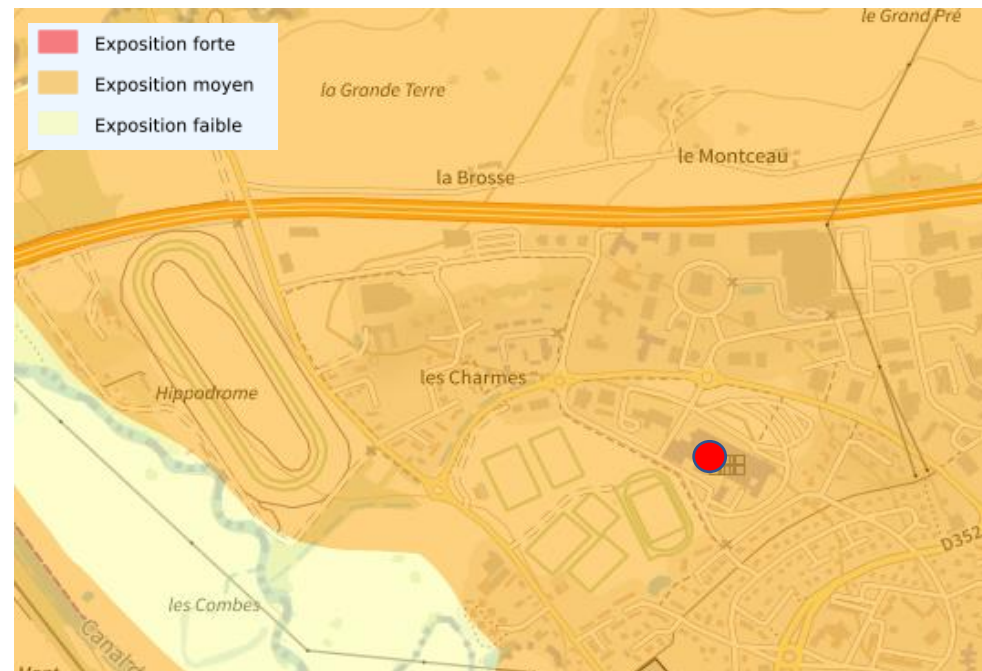 le Grand Pré
Exposition forte
Exposition moyen
Exposition faible
la Grande Terre
le Montceau
la Brosse
les Charmes
Hippodrome
D352
les Combes